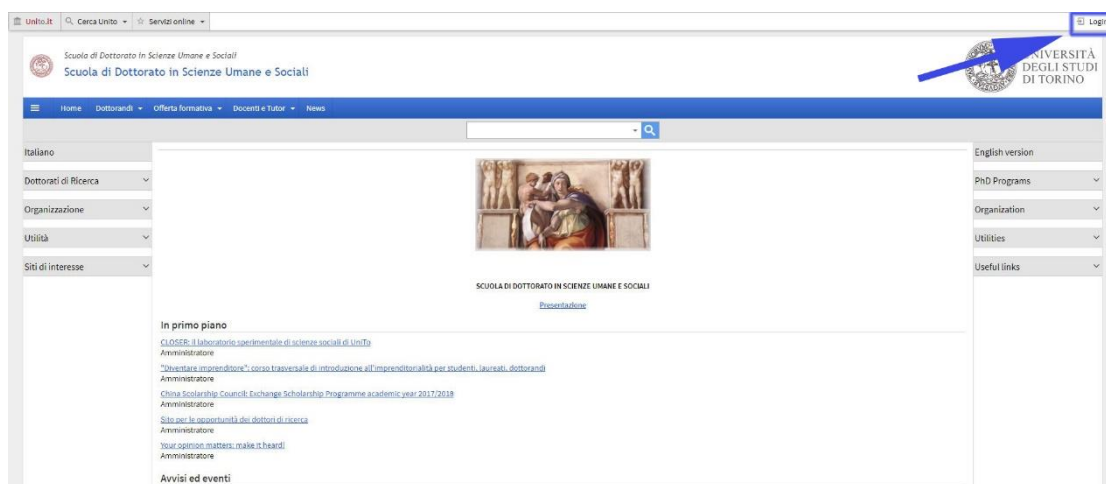 Unito.it Cerca Unito Servizi online Login
Scuola di Dottorato in Scienze Umane e Sociali
Scuola di Dottorato in Scienze Umane e Sociali
UNIVERSITÀ
DEGLI STUDI
DI TORINO
Home Dottorandi Offerta formativa Docenti e Tutor News
Italiano
Dottorati di Ricerca
Organizzazione
Utilità
Siti di interesse
English version
PhD Programs
Organization
Utilities
Useful links
SCUOLA DI DOTTORATO IN SCIENZE UMANE E SOCIALI
Presentazione
In primo piano
CLOSER: il laboratorio sperimentale di scienze sociali di UniTo
Amministratore
"Diventare imprenditore": corso trasversale di introduzione all'imprenditorialità per studenti, laureati, dottorandi
Amministratore
China Scolarship Council: Exchange Scholarship Programme academic year 2017/2018
Amministratore
Sito per le opportunità dei dottori di ricerca
Amministratore
Your opinion matters: make it heard!
Amministratore
Avvisi ed eventi